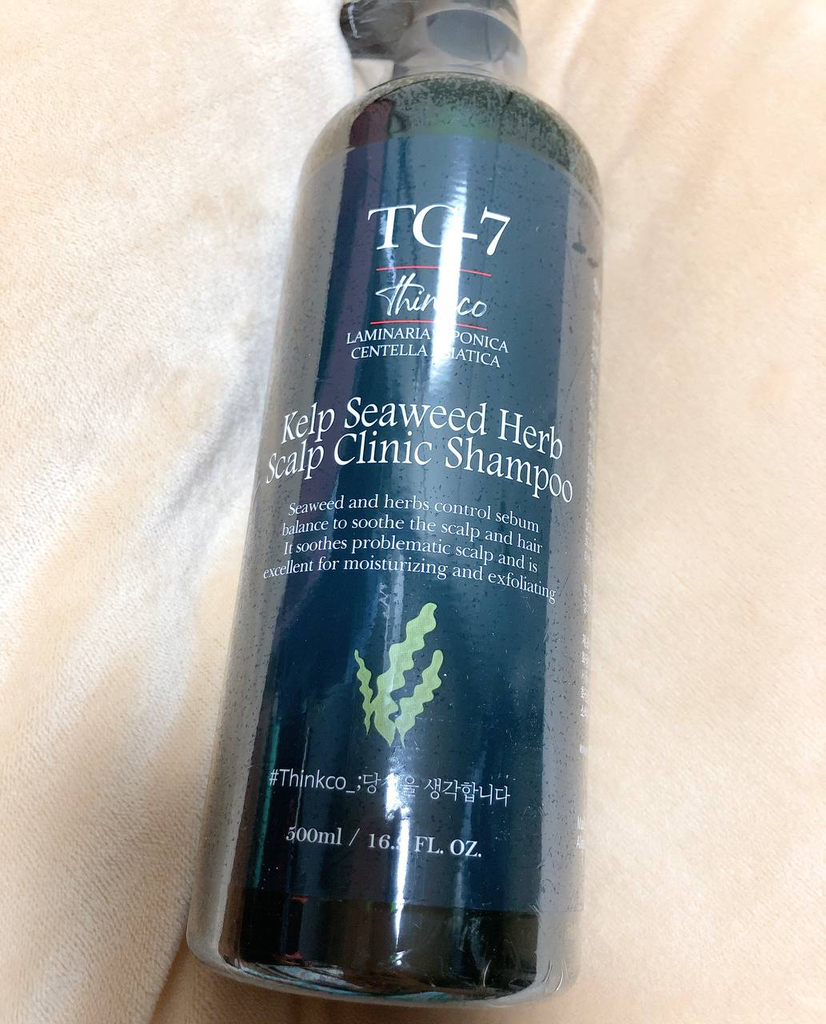 TC-7
Thinkco
LAMINARIA JAPONICA
CENTELLA ASIATICA
Kelp Seaweed Herb
Scalp Clinic Shampoo
Seaweed and herbs control sebum
balance to soothe the scalp and hair
It soothes problematic scalp and is
excellent for moisturizing and exfoliating
#Thinkco_;당신을 생각합니다
500ml / 16.9 FL. OZ.